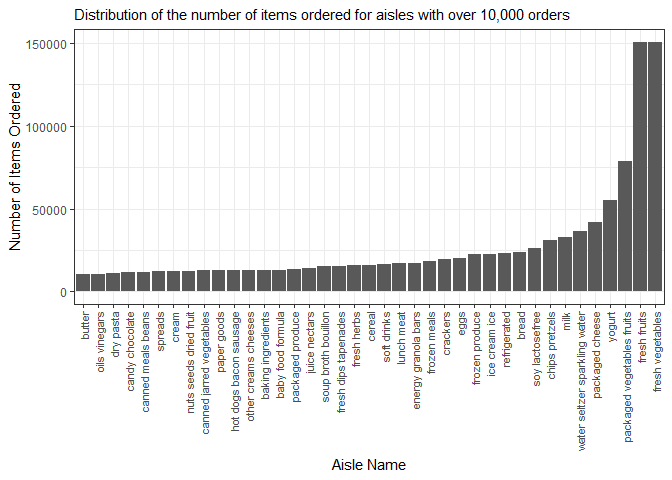 Distribution of the number of items ordered for aisles with over 10,000 orders
Number of Items Ordered
150000
100000
50000
0
butter
oils vinegars
dry pasta
candy chocolate
canned meals beans
spreads
cream
nuts seeds dried fruit
canned jarred vegetables
paper goods
hot dogs bacon sausage
other creams cheeses
baking ingredients
baby food formula
packaged produce
juice nectars
soup broth bouillon
fresh dips tapenades
fresh herbs
cereal
soft drinks
lunch meat
energy granola bars
frozen meals
crackers
eggs
frozen produce
ice cream ice
refrigerated
bread
soy lactosefree
chips pretzels
milk
water seltzer sparkling water
packaged cheese
yogurt
packaged vegetables fruits
fresh fruits
fresh vegetables
Aisle Name